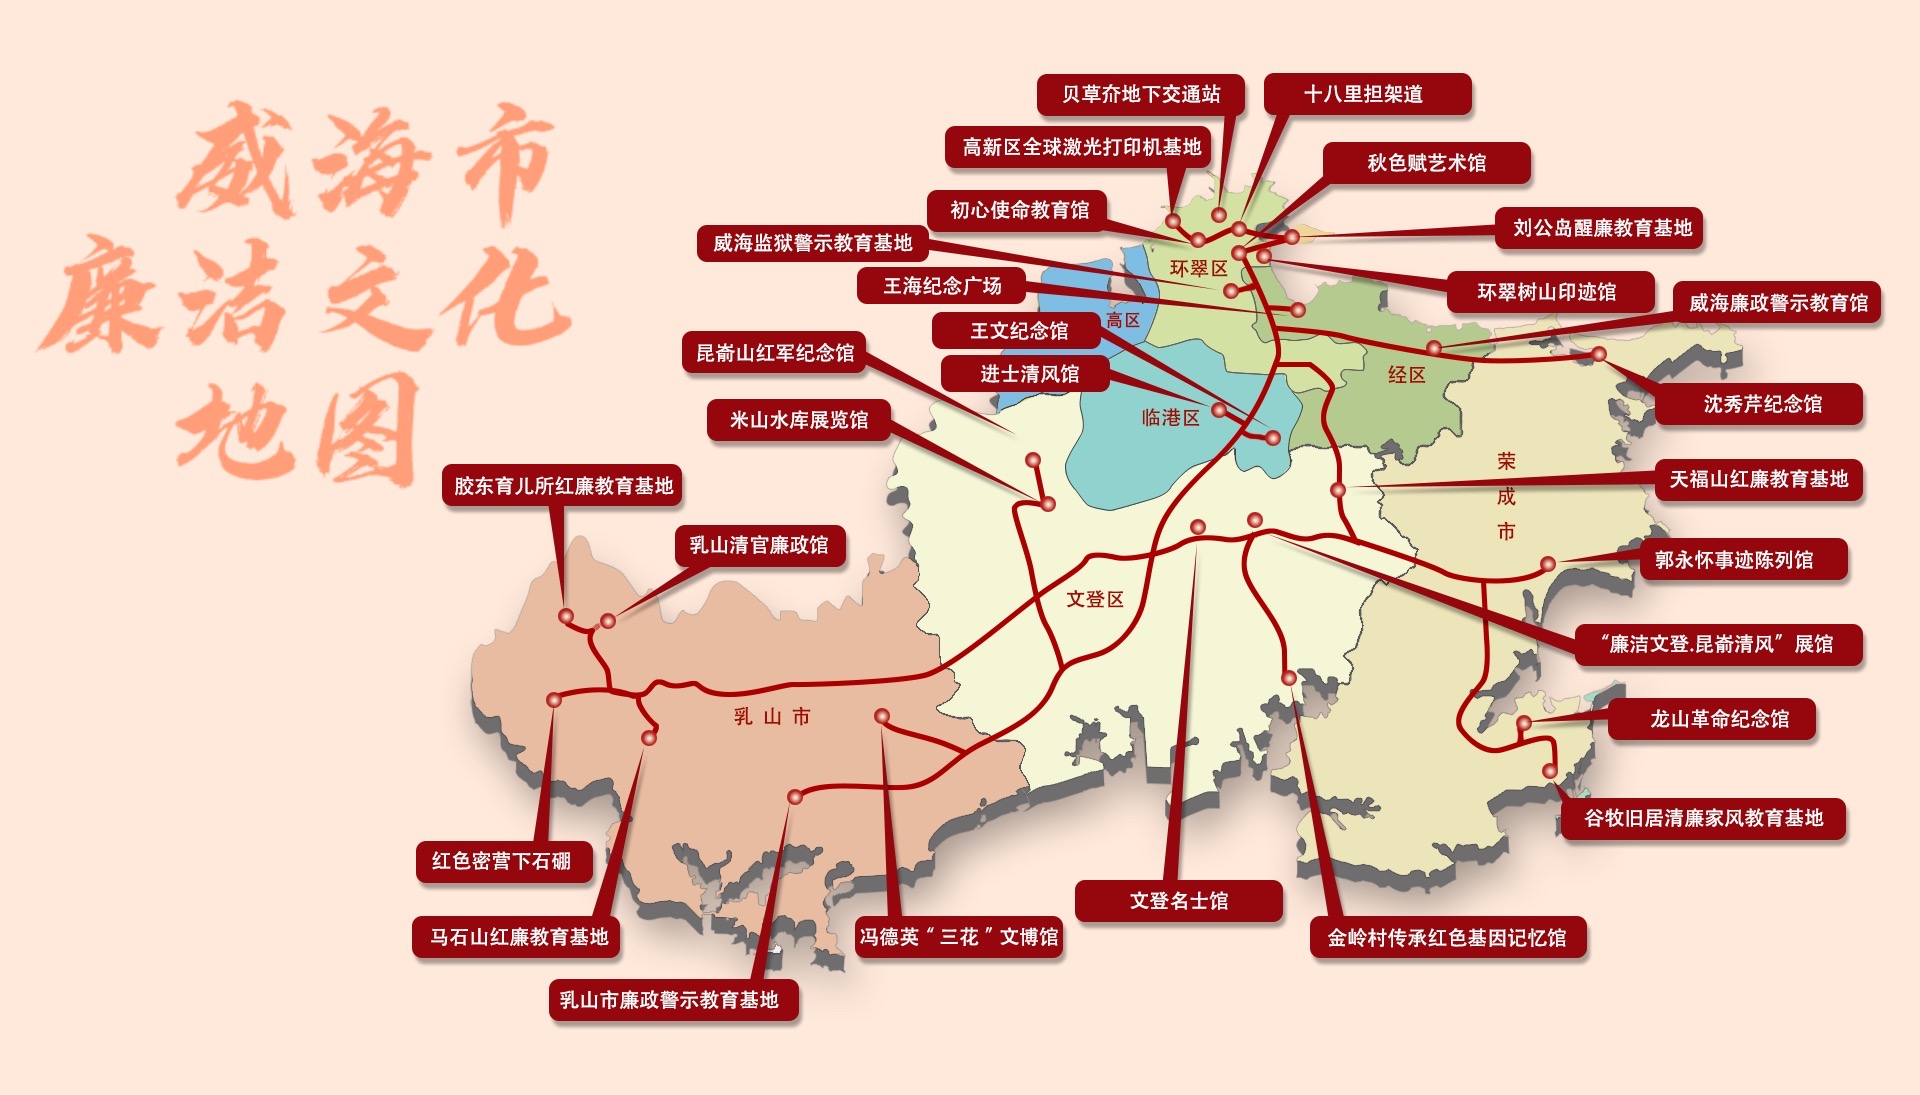 威海市
廉洁文化
地图
贝草夼地下交通站
十八里担架道
高新区全球激光打印机基地
秋色赋艺术馆
初心使命教育馆
刘公岛醒廉教育基地
威海监狱警示教育基地
环翠区
王海纪念广场
环翠树山印迹馆
威海廉政警示教育馆
高区
王文纪念馆
昆嵛山红军纪念馆
进士清风馆
经区
沈秀芹纪念馆
米山水库展览馆
临港区
荣成市
天福山红廉教育基地
胶东育儿所红廉教育基地
乳山清官廉政馆
郭永怀事迹陈列馆
文登区
“廉洁文登.昆嵛清风”展馆
乳山市
龙山革命纪念馆
谷牧旧居清廉家风教育基地
红色密营下石硼
文登名士馆
马石山红廉教育基地
冯德英“三花”文博馆
金岭村传承红色基因记忆馆
乳山市廉政警示教育基地